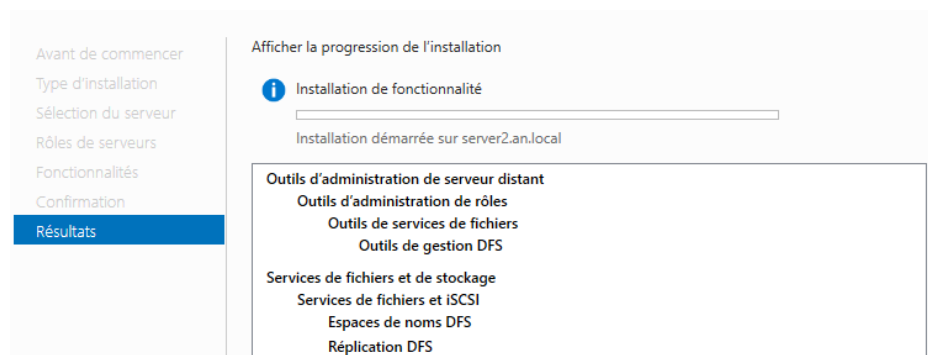 Avant de commencer
Type d'installation
Sélection du serveur
Rôles de serveurs
Fonctionnalités
Confirmation
Résultats
Afficher la progression de l'installation
Installation de fonctionnalité
Installation démarrée sur server2.an.local
Outils d'administration de serveur distant
Outils d'administration de rôles
Outils de services de fichiers
Outils de gestion DFS
Services de fichiers et de stockage
Services de fichiers et iSCSI
Espaces de noms DFS
Réplication DFS